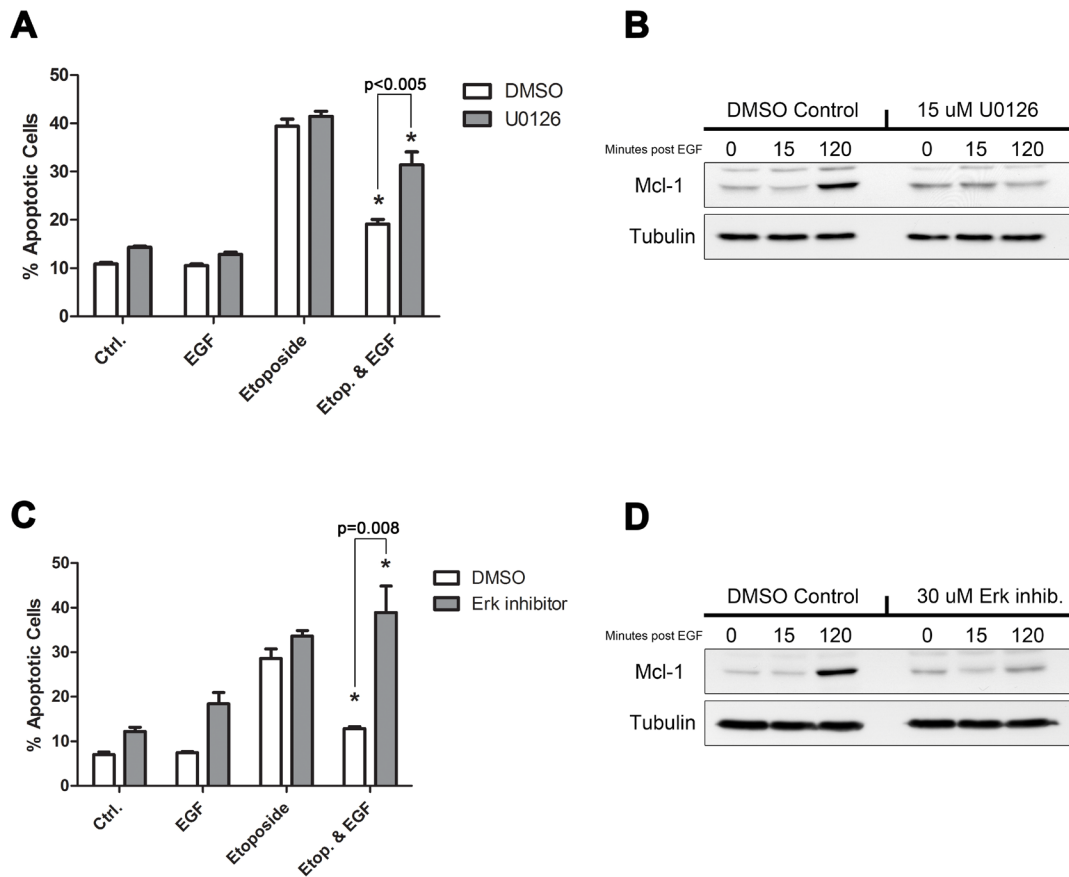 A
50
40
30
20
10
0
% Apoptotic Cells
p<0.005
*
*
DMSO
U0126
Ctrl.
EGF
Etoposide
Etop. & EGF
B
DMSO Control 15 uM U0126
Minutes post EGF 0 15 120 0 15 120
Mcl-1
Tubulin
C
50
40
30
20
10
0
% Apoptotic Cells
p=0.008
*
*
DMSO
Erk inhibitor
Ctrl.
EGF
Etoposide
Etop. & EGF
D
DMSO Control 30 uM Erk inhib.
Minutes post EGF 0 15 120 0 15 120
Mcl-1
Tubulin